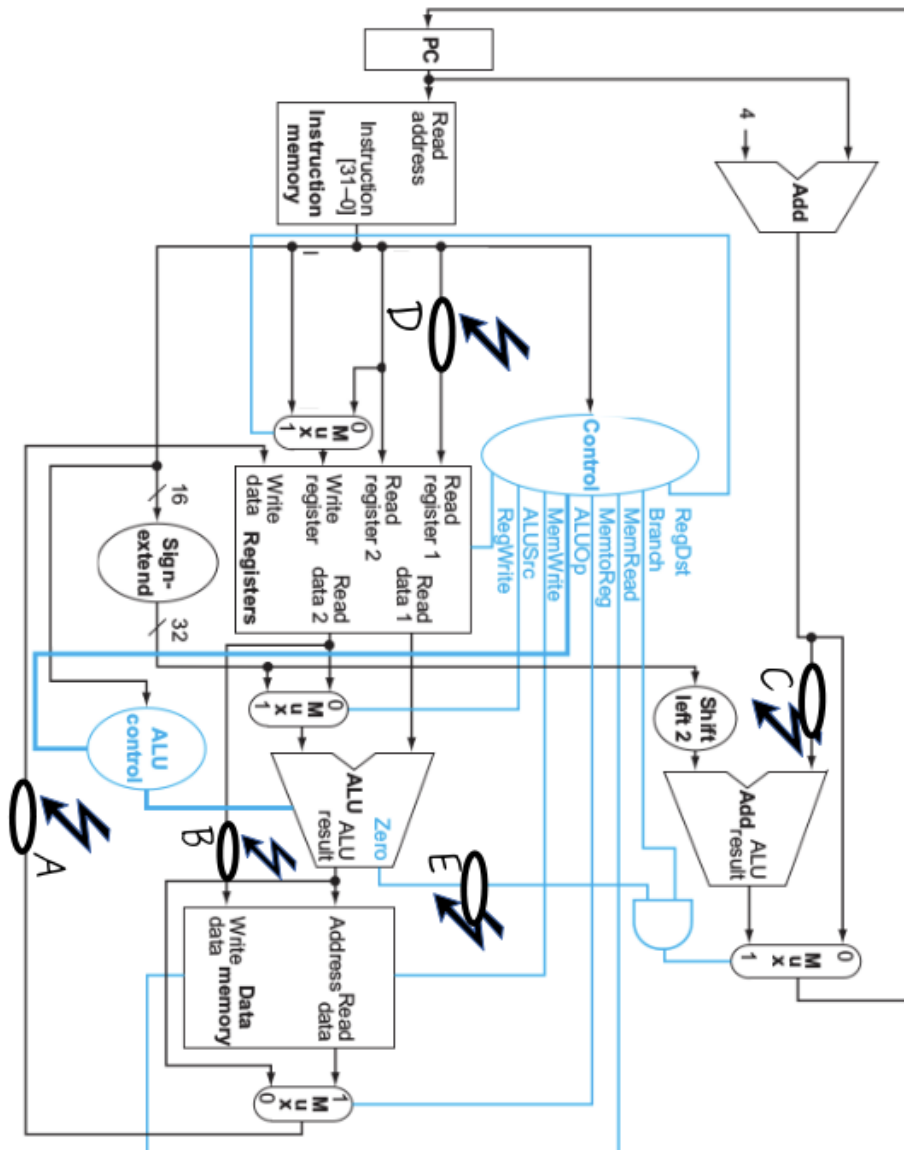 PC
4
Add
Read
address
Instruction
[31–0]
Instruction
memory
D
0
M
u
x
1
Control
RegDst
Branch
MemRead
MemtoReg
ALUOp
MemWrite
ALUSrc
RegWrite
Read
register 1
Read
register 2
Write
register
Write
data
Read
data 1
Read
data 2
Registers
16
Sign-
extend
32
0
M
u
x
1
ALU
control
C
Shift
left 2
Add
ALU
result
Zero
ALU
ALU
result
A
B
E
Address
Write
data
Read
data
Data
memory
0
M
u
x
1
1
M
u
x
0